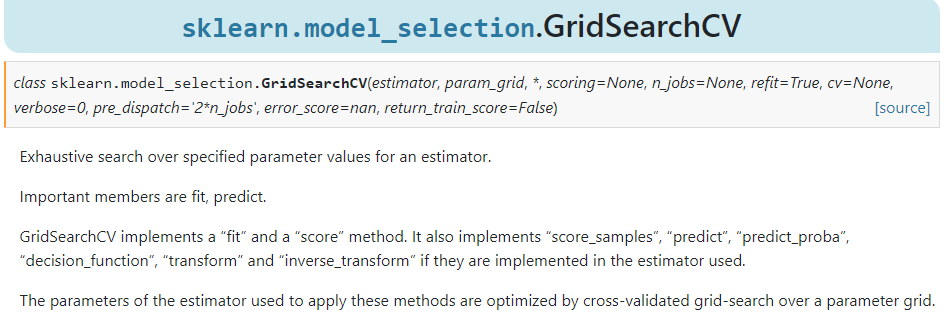 sklearn.model_selection.GridSearchCV
class sklearn.model_selection.GridSearchCV(estimator, param_grid, *, scoring=None, n_jobs=None, refit=True, cv=None,
verbose=0, pre_dispatch='2*n_jobs', error_score=nan, return_train_score=False) [source]
Exhaustive search over specified parameter values for an estimator.
Important members are fit, predict.
GridSearchCV implements a “fit” and a “score” method. It also implements “score_samples”, “predict”, “predict_proba”,
“decision_function”, “transform” and “inverse_transform” if they are implemented in the estimator used.
The parameters of the estimator used to apply these methods are optimized by cross-validated grid-search over a parameter grid.